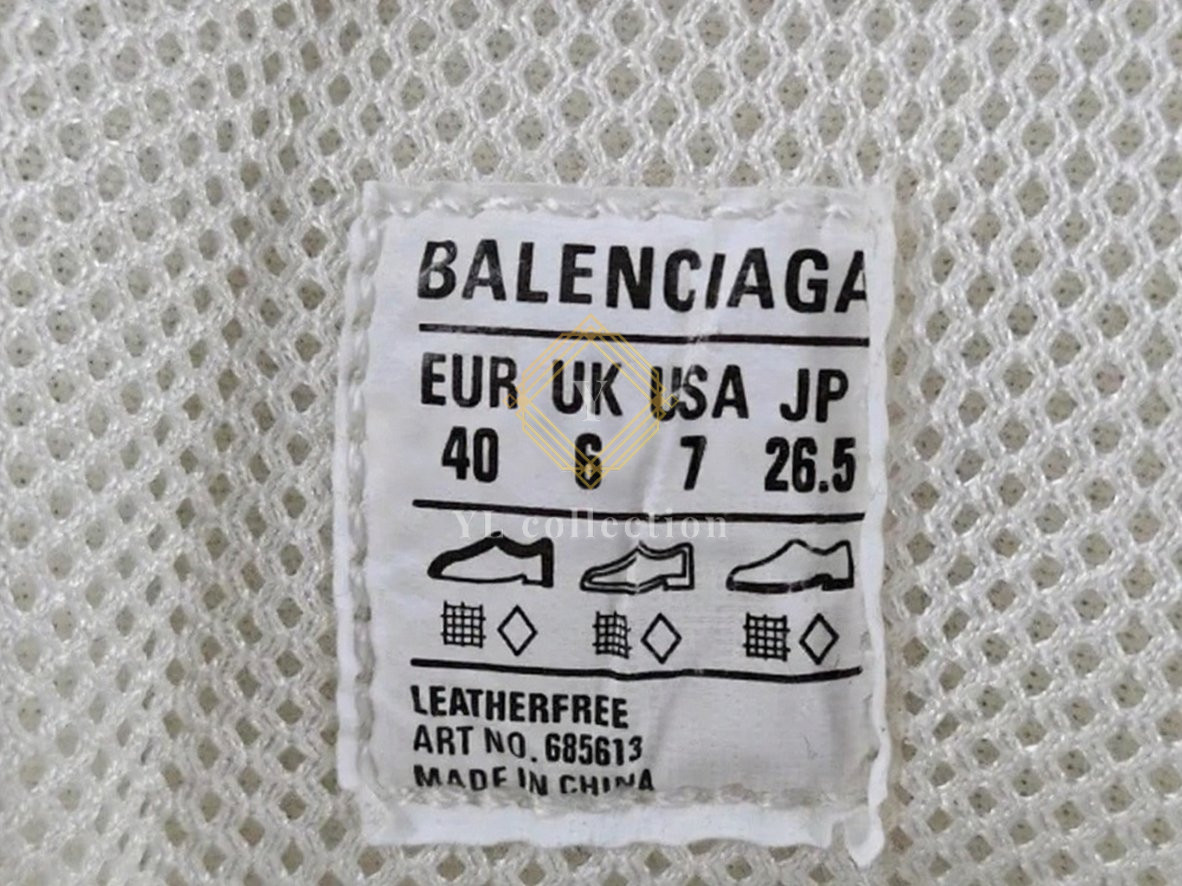 BALENCIAGA
EUR UK USA JP
40 6 7 26.5
Y
YL collection
LEATHERFREE
ART NO. 685613
MADE IN CHINA